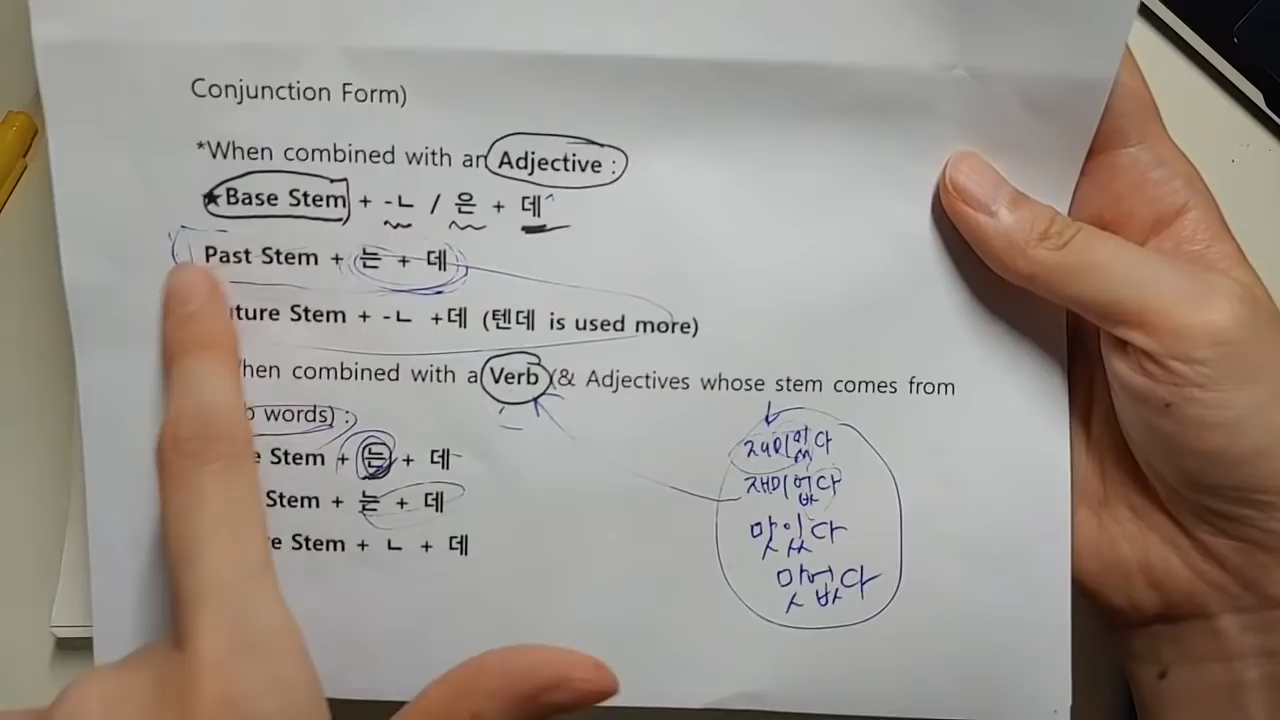 Conjunction Form)
*When combined with an Adjective :
★Base Stem + -ㄴ / 은 + 데
Past Stem + 는 + 데
uture Stem + -ㄴ +데 (텐데 is used more)
hen combined with a Verb (& Adjectives whose stem comes from
b words) :
e Stem + 는 + 데
Stem + 는 + 데
e Stem + ㄴ + 데
재미있다
재미없다
맛있다
맛없다